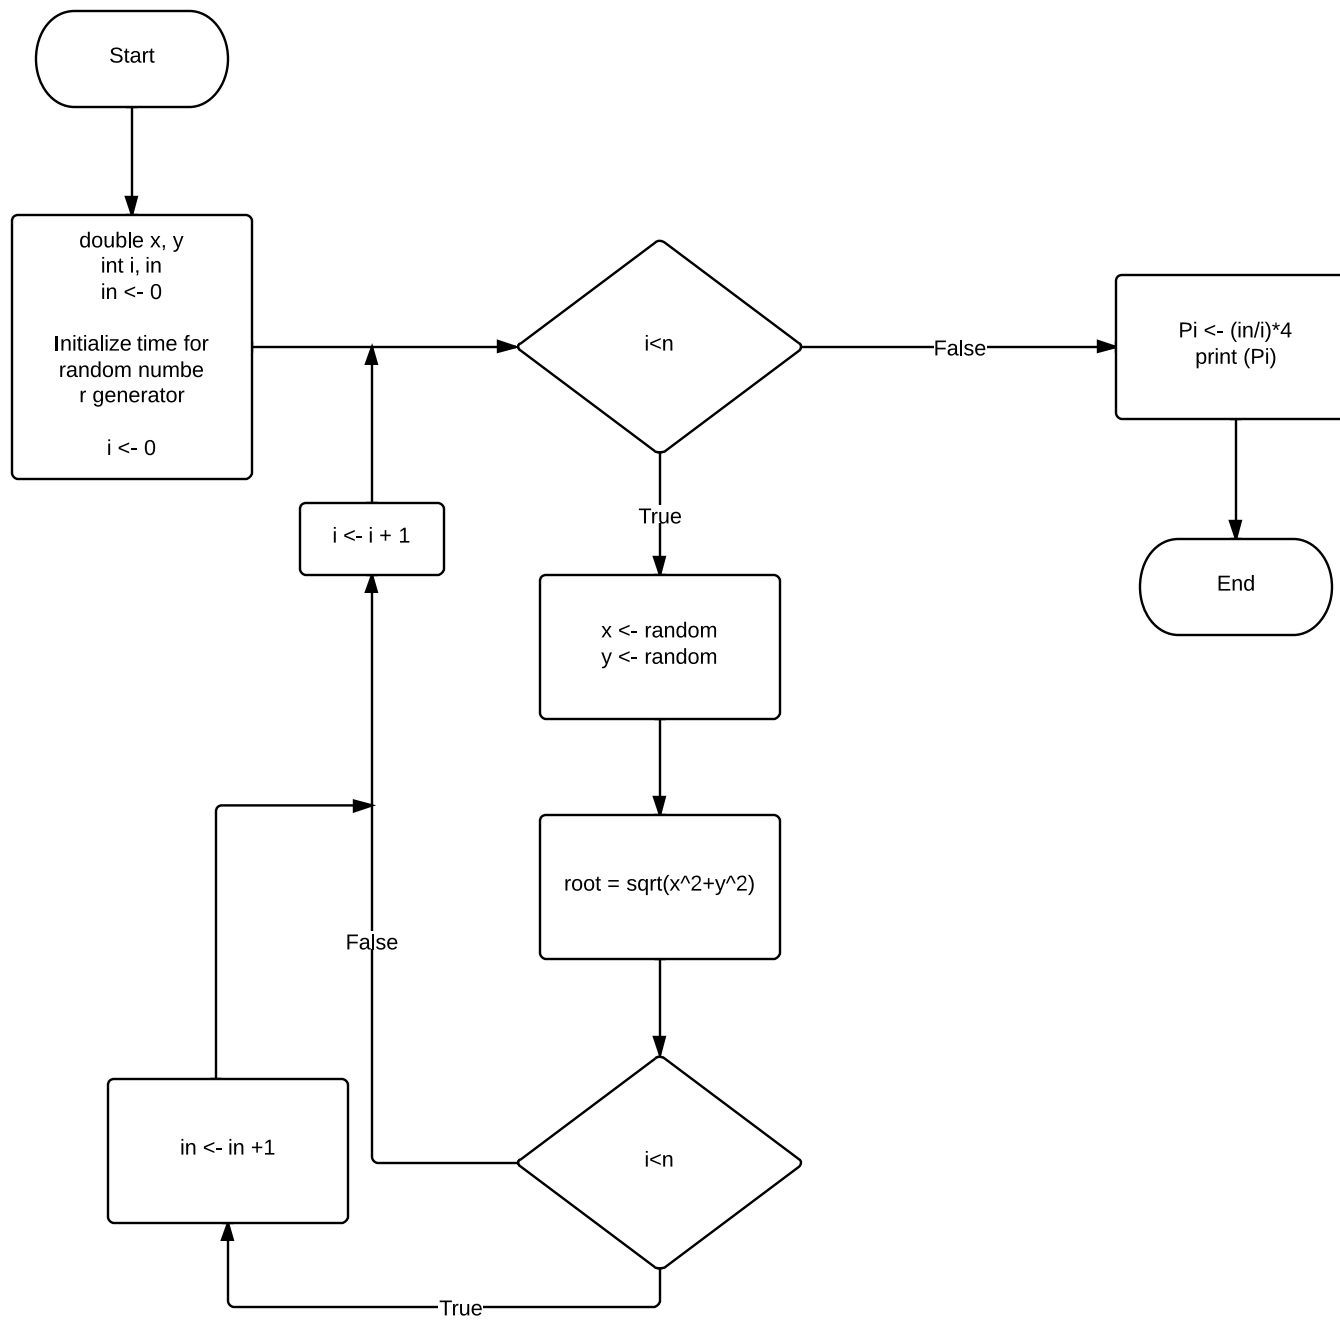 Start
double x, y
int i, in
in <- 0
Initialize time for
random numbe
r generator
i <- 0
i<n
False
Pi <- (in/i)*4
print (Pi)
End
True
i <- i + 1
x <- random
y <- random
root = sqrt(x^2+y^2)
False
i<n
in <- in +1
True